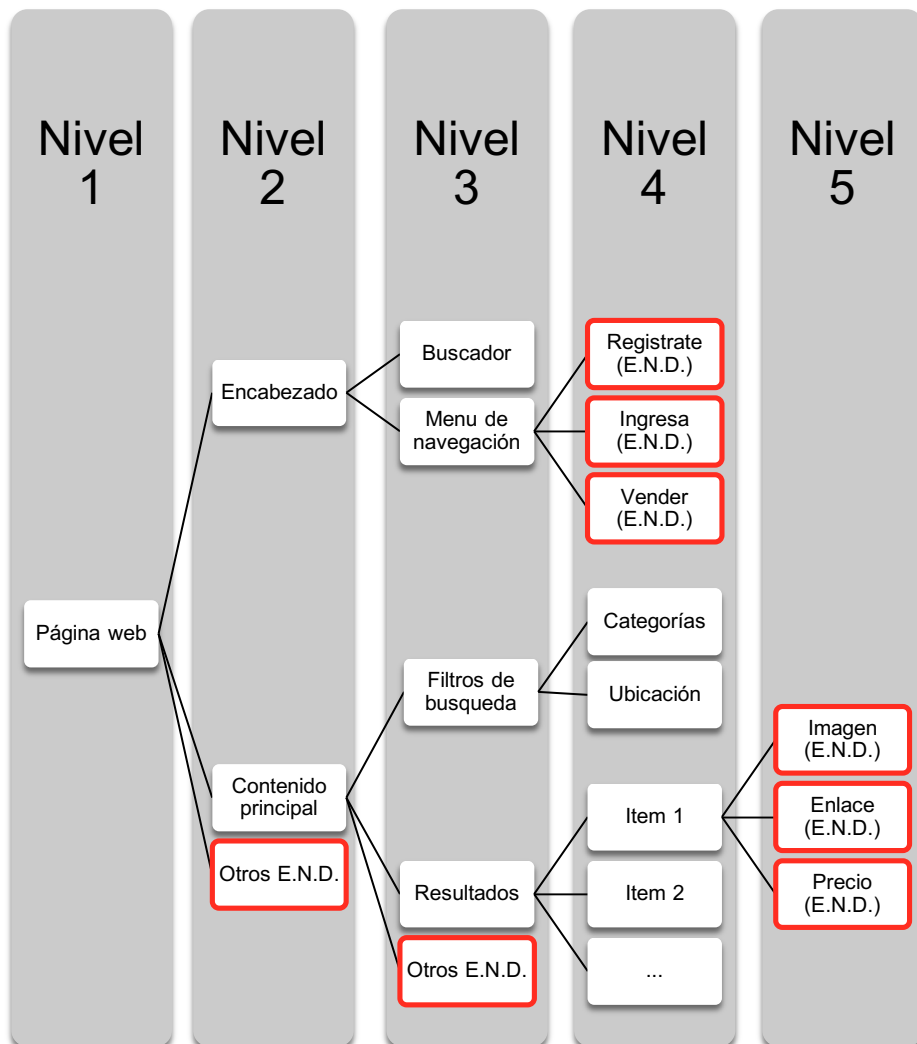 Nivel
1
Nivel
2
Nivel
3
Nivel
4
Nivel
5
Página web
Encabezado
Contenido
principal
Otros E.N.D.
Buscador
Menu de
navegación
Filtros de
busqueda
Resultados
Otros E.N.D.
Registrate
(E.N.D.)
Ingresa
(E.N.D.)
Vender
(E.N.D.)
Categorías
Ubicación
Item 1
Item 2
...
Imagen
(E.N.D.)
Enlace
(E.N.D.)
Precio
(E.N.D.)